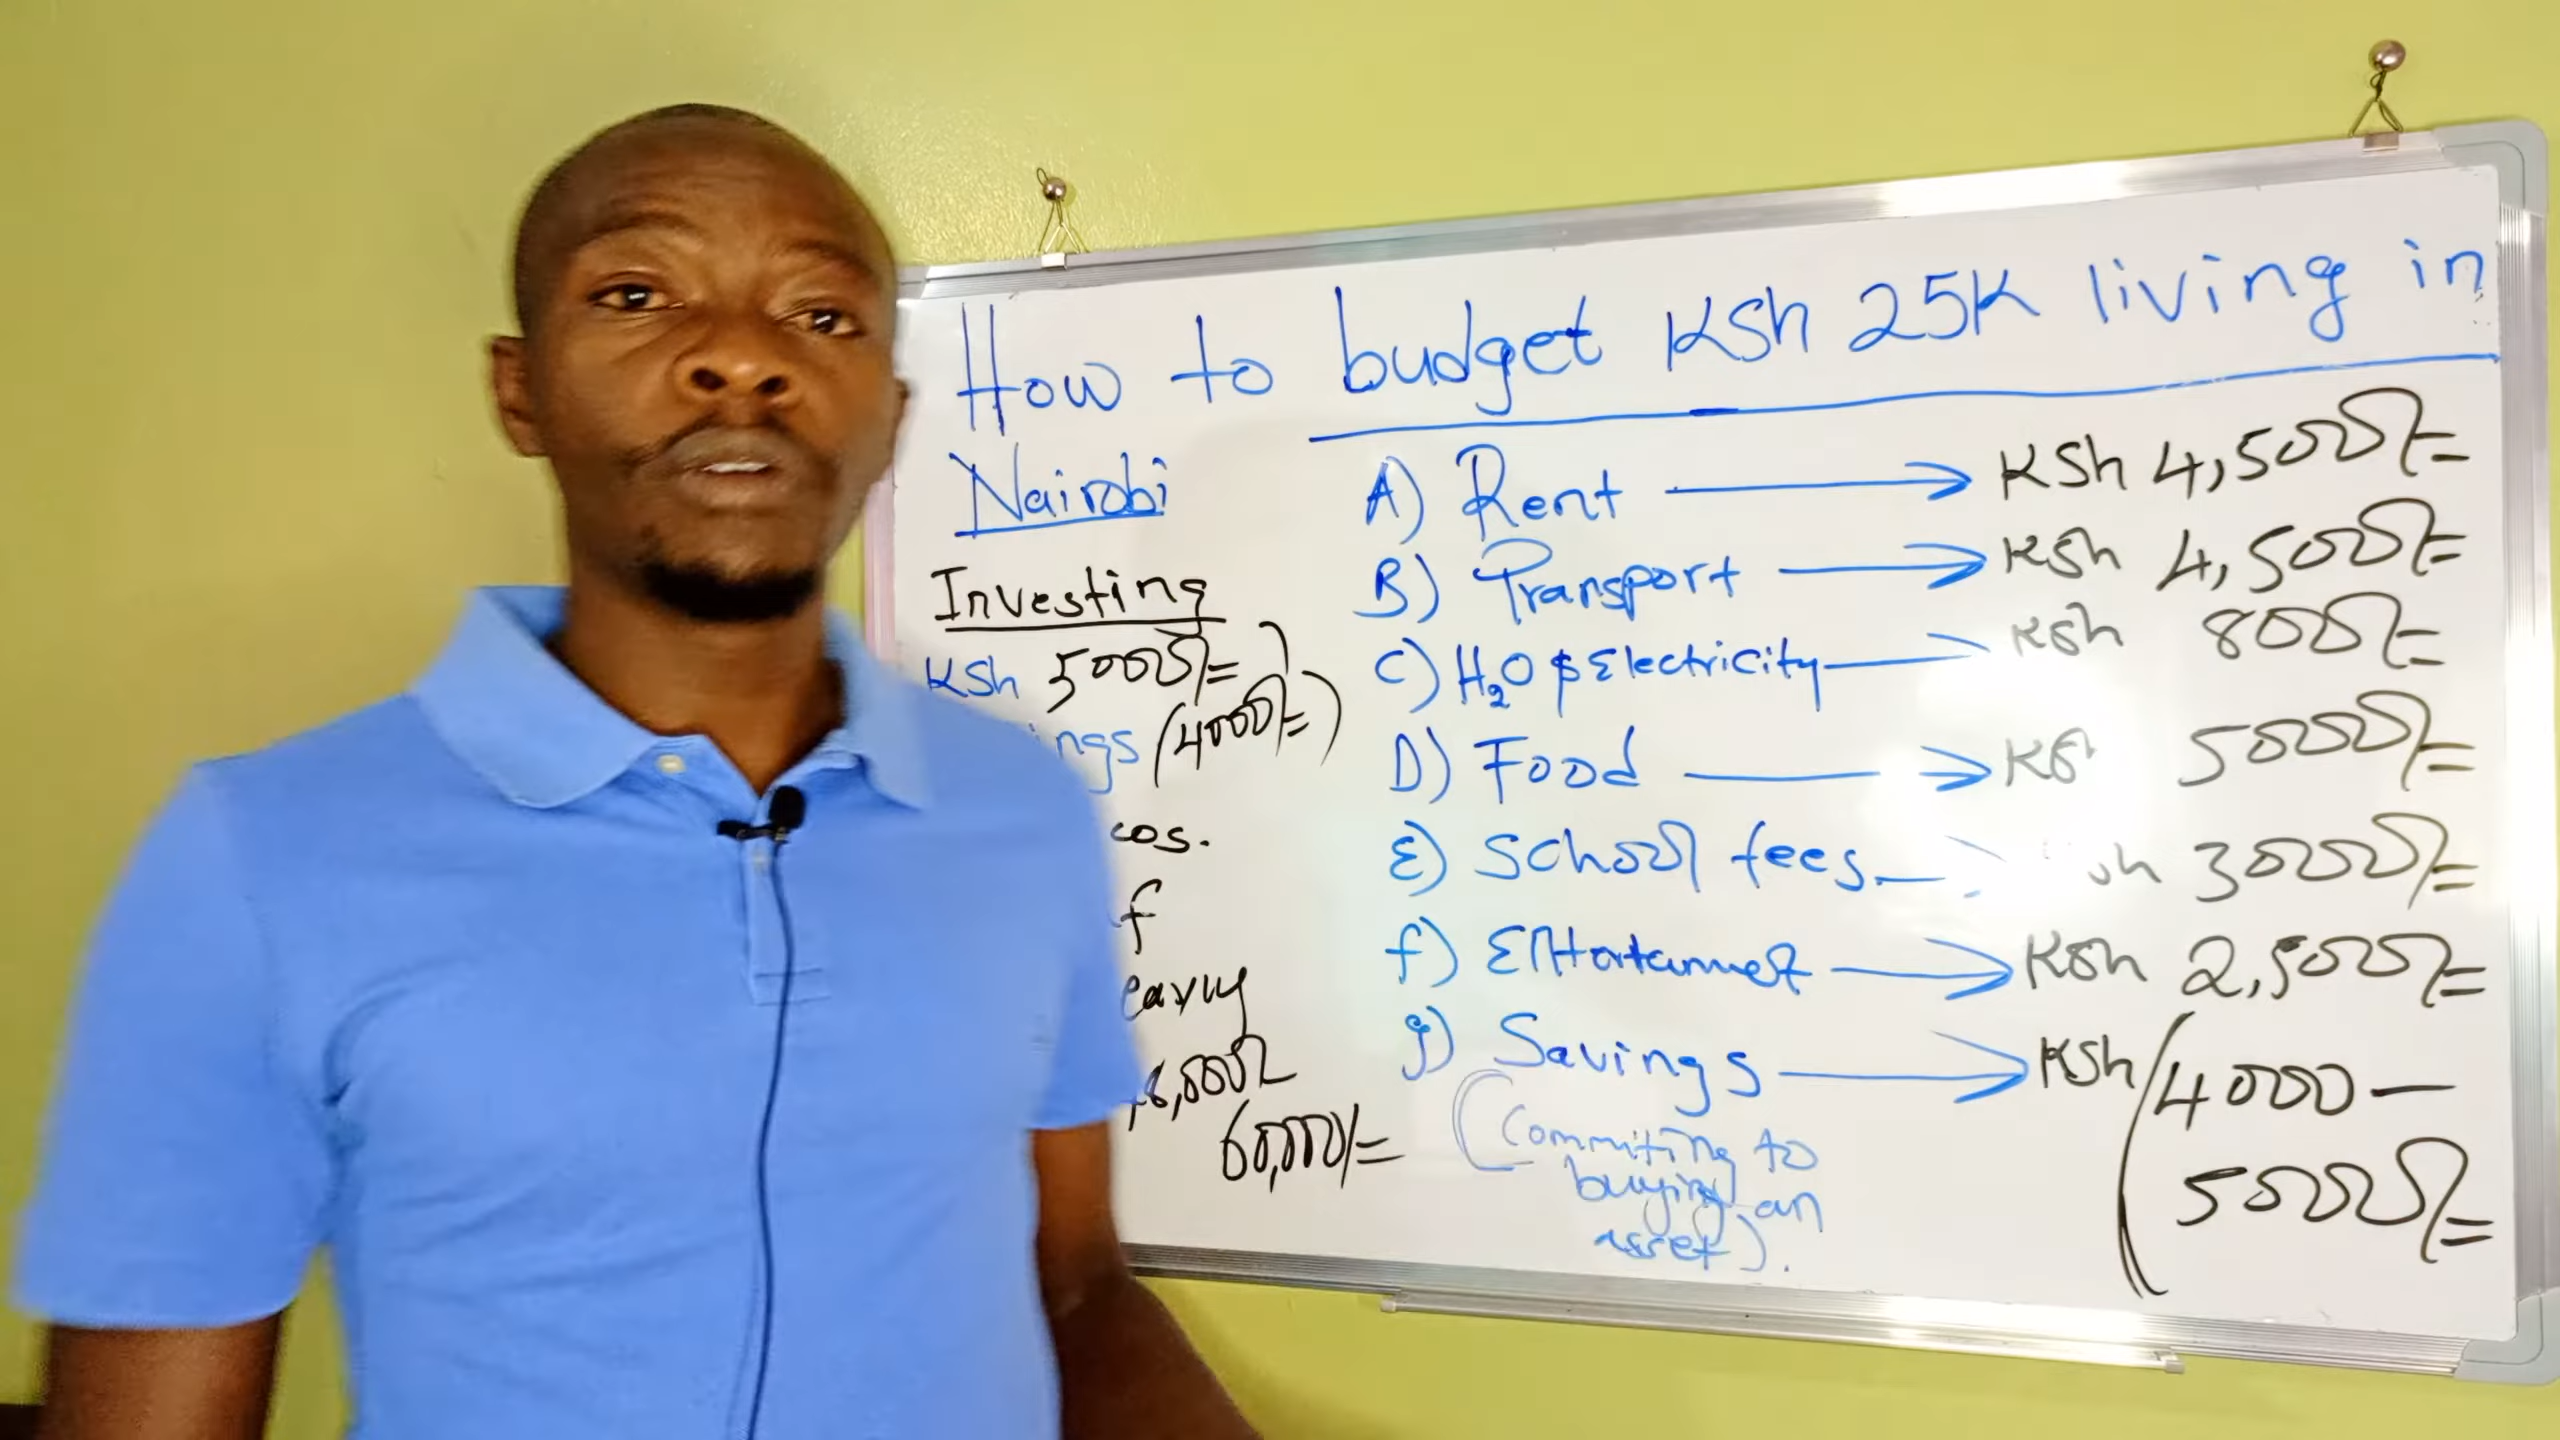 How to budget KSh 25K living in
Nairobi
A) Rent → KSh 4,500/=
B) Transport → KSh 4,500/=
C) H₂O & Electricity → KSh 800/=
D) Food → KSh 5000/=
E) School fees → 3000/=
f) → KSh 2,500/=
g) Savings → KSh (4000 —
5000/=
(Commiting to
buying an
asset).
Investing
KSh 5000/=)
ings (4000/=)
cos.
f
60,000/=